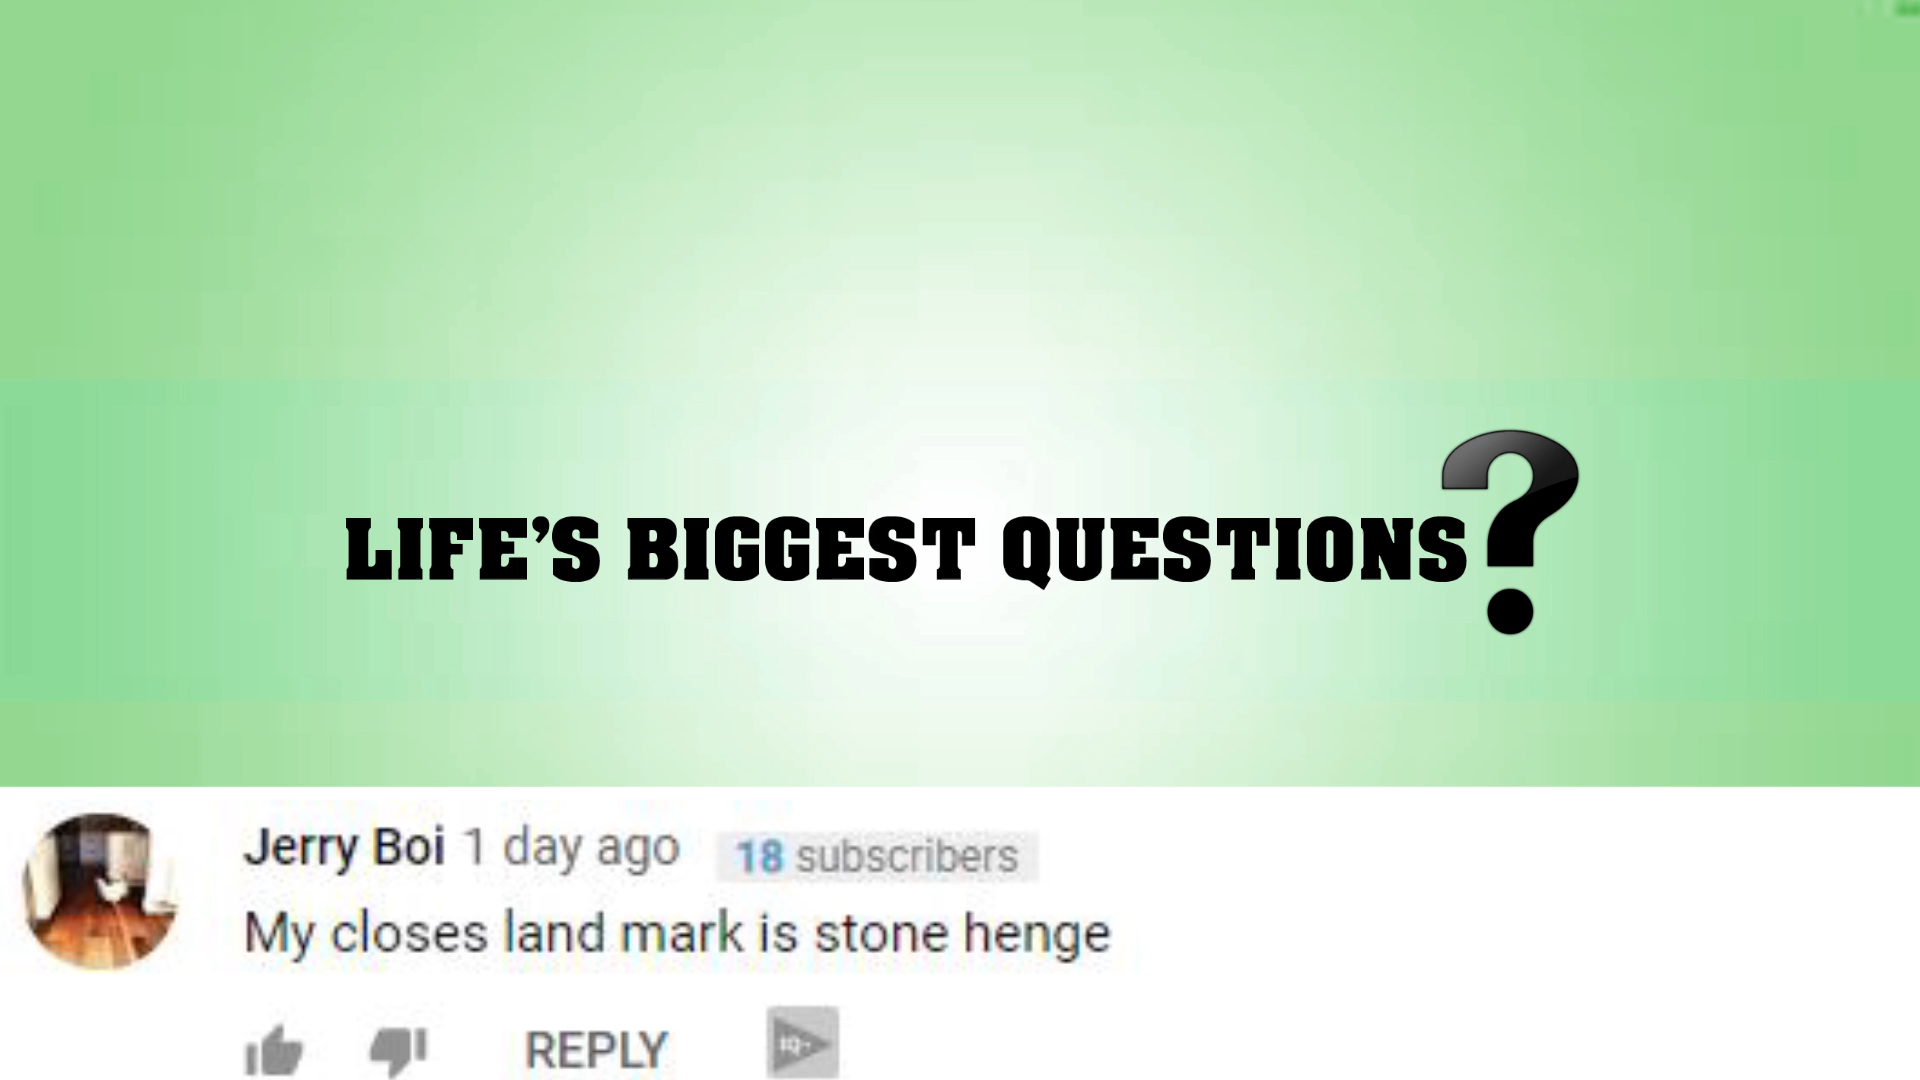 LIFE'S BIGGEST QUESTIONS?
Jerry Boi 1 day ago 18 subscribers
My closes land mark is stone henge
REPLY